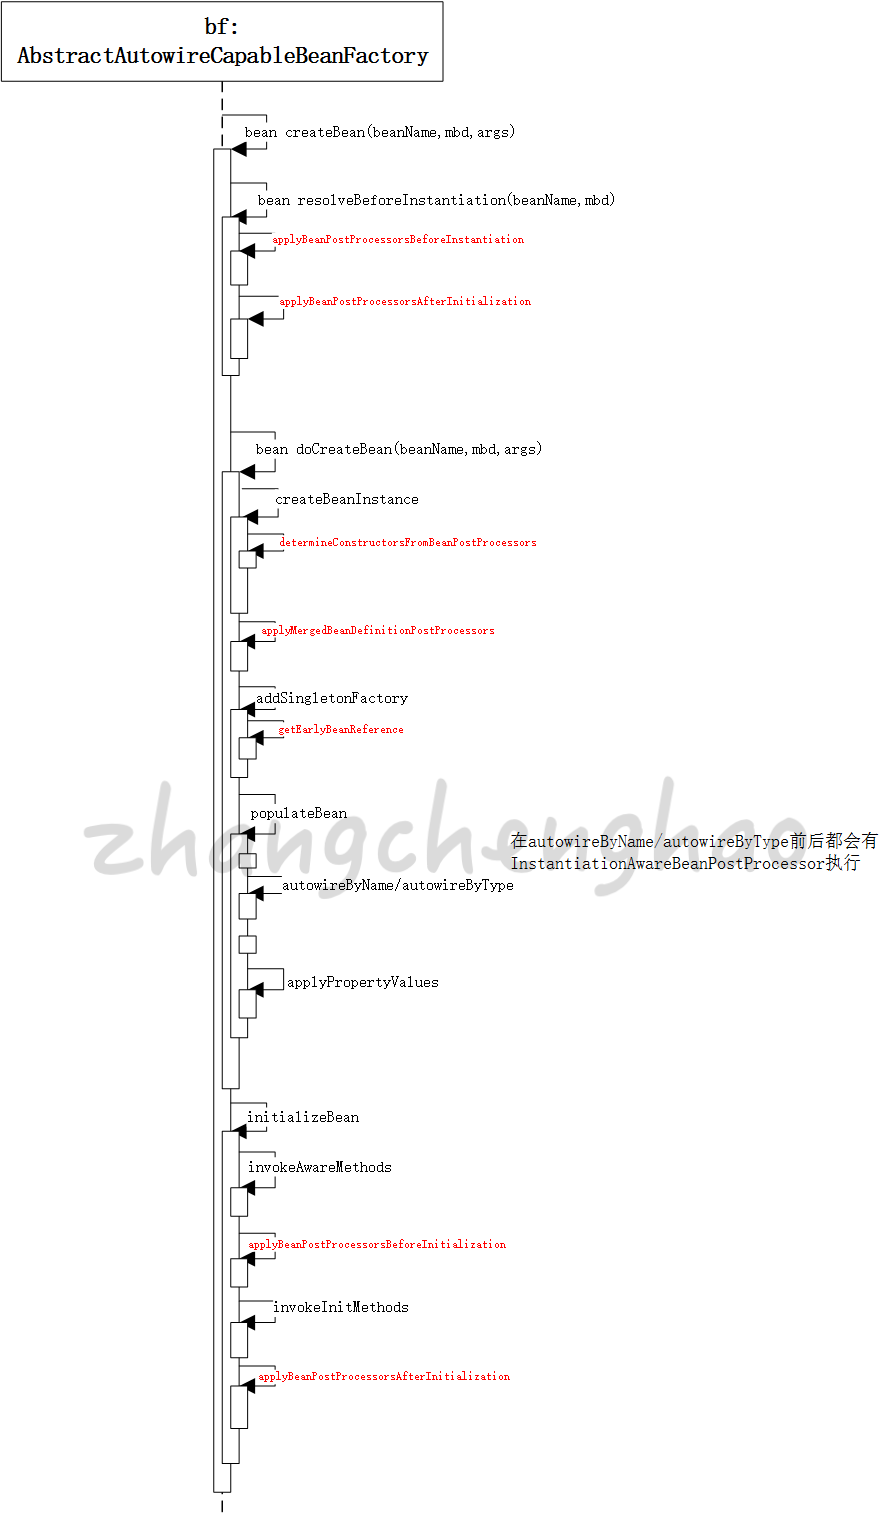 bf:
AbstractAutowireCapableBeanFactory
bean createBean(beanName,mbd,args)
bean resolveBeforeInstantiation(beanName,mbd)
applyBeanPostProcessorsBeforeInstantiation
applyBeanPostProcessorsAfterInitialization
bean doCreateBean(beanName,mbd,args)
createBeanInstance
determineConstructorsFromBeanPostProcessors
applyMergedBeanDefinitionPostProcessors
addSingletonFactory
getEarlyBeanReference
populateBean
zhangchenghao
在autowireByName/autowireByType前后都会有
InstantiationAwareBeanPostProcessor执行
autowireByName/autowireByType
applyPropertyValues
initializeBean
invokeAwareMethods
applyBeanPostProcessorsBeforeInitialization
invokeInitMethods
applyBeanPostProcessorsAfterInitialization